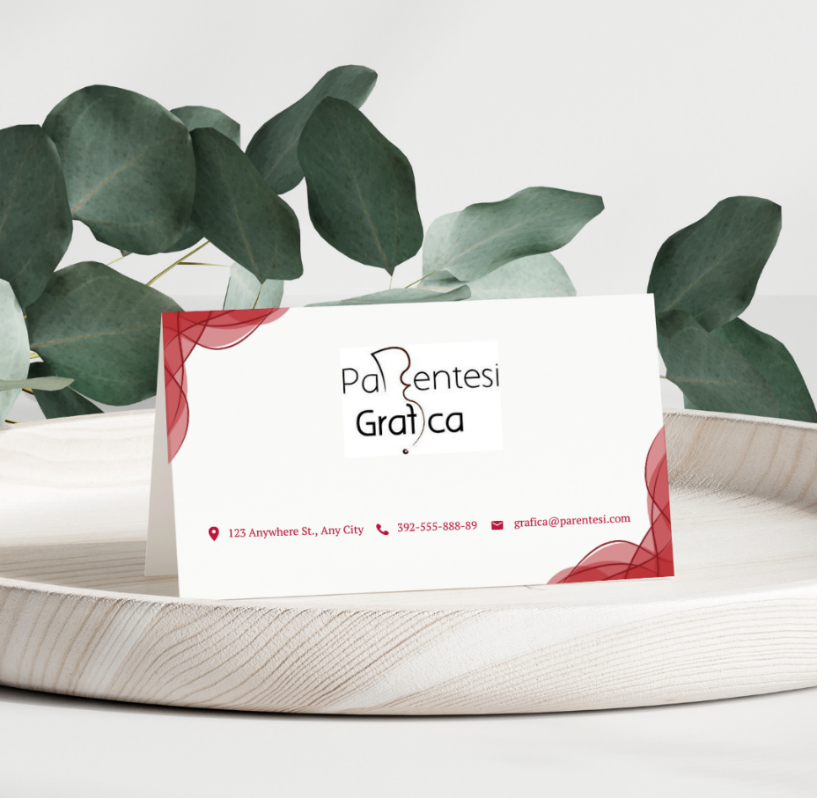 Parentesi
Grafica
123 Anywhere St., Any City 392-555-888-89 grafica@parentesi.com